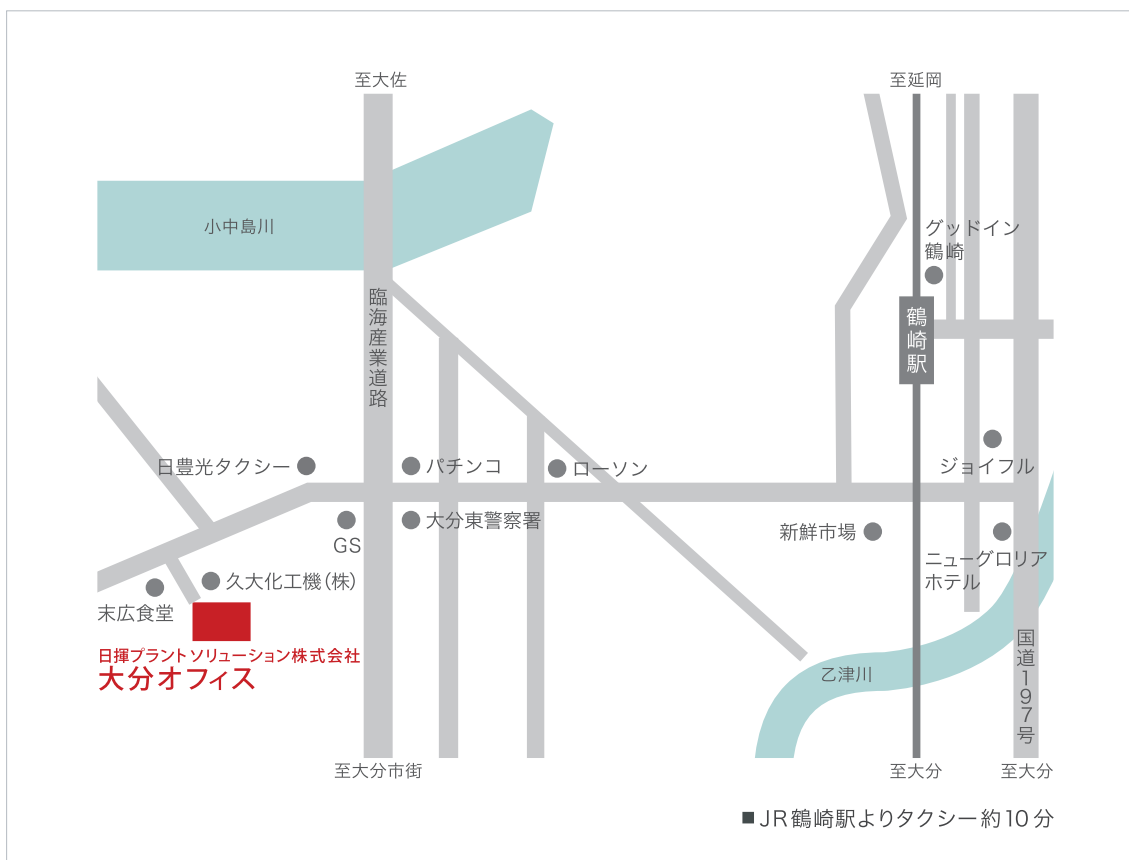 至大佐
至延岡
小中島川
グッドイン
鶴崎
臨海産業道路
鶴崎駅
日豊光タクシー
パチンコ
ローソン
ジョイフル
GS
大分東警察署
新鮮市場
ニューグロリア
ホテル
久大化工機(株)
末広食堂
日揮プラントソリューション株式会社
大分オフィス
乙津川
国道197号
至大分市街
至大分
至大分
■JR鶴崎駅よりタクシー約10分